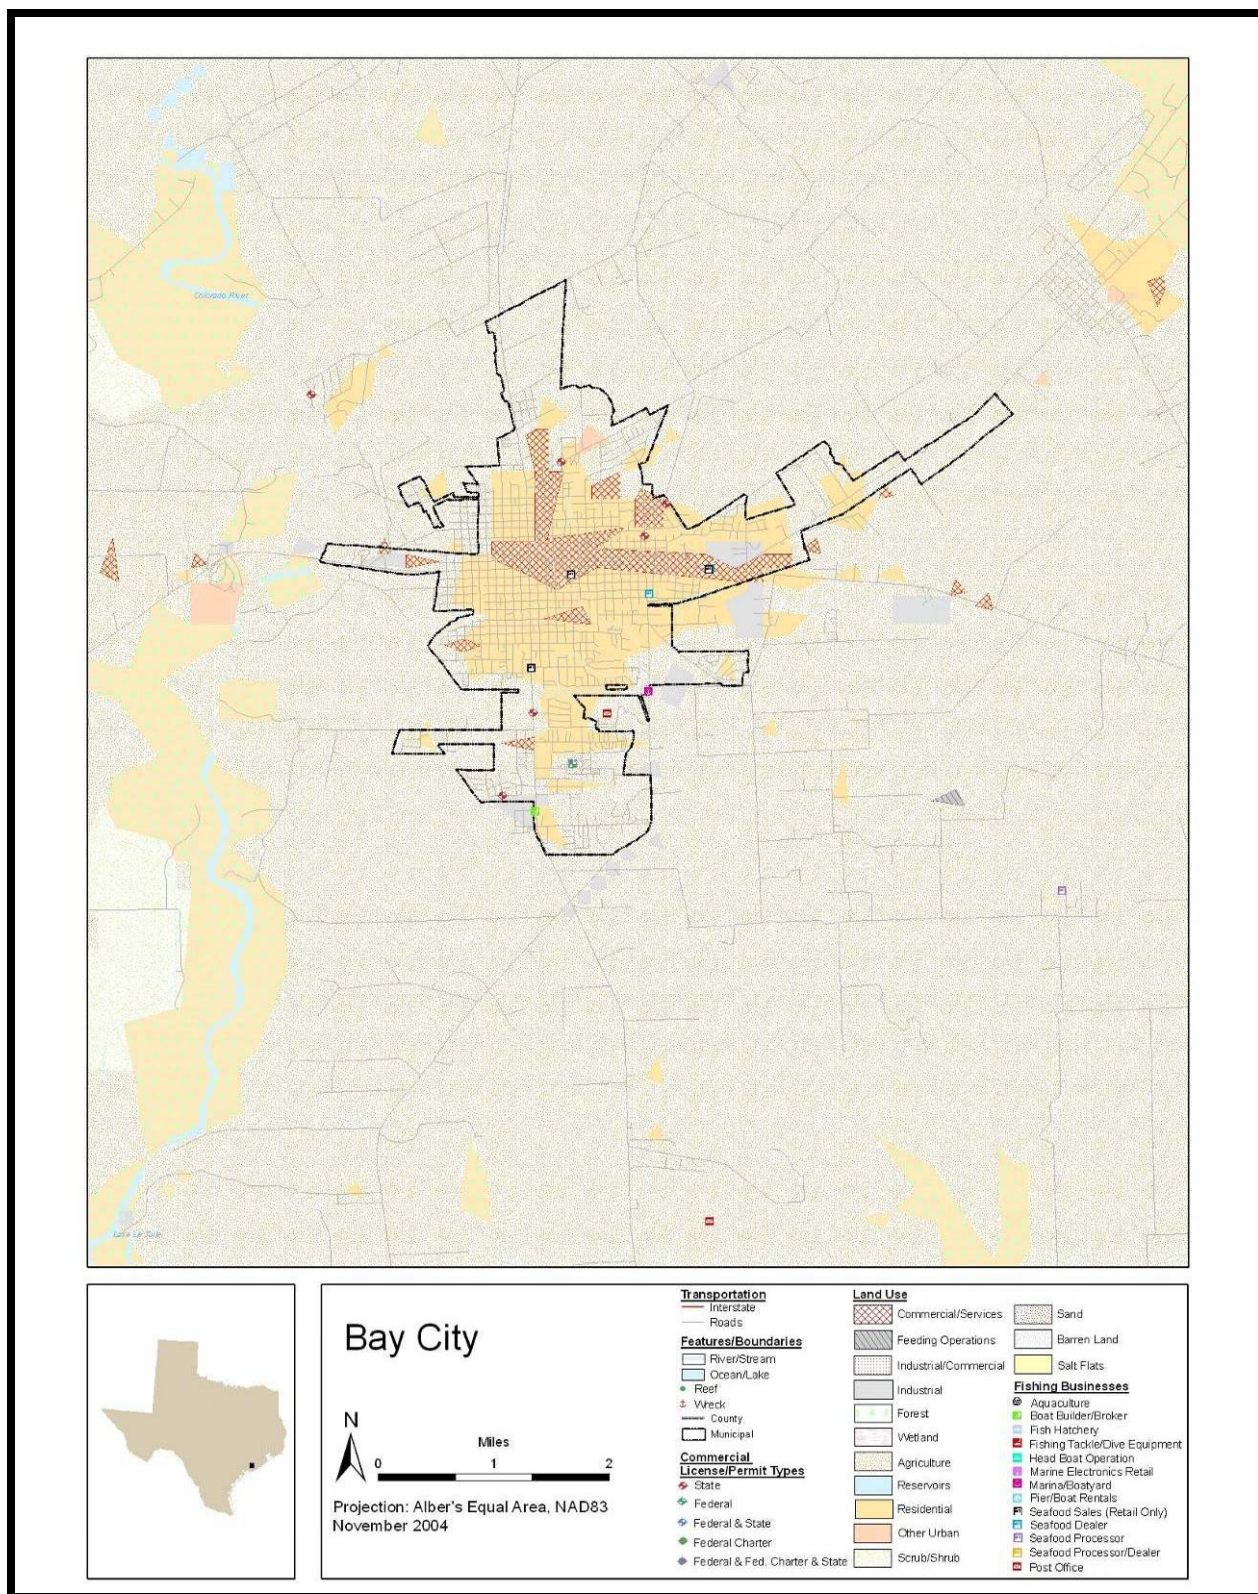 Colorado River
Bay City
N
Miles
0 1 2
Projection: Alber's Equal Area, NAD83
November 2004
Transportation
Interstate
Roads
Features/Boundaries
River/Stream
Ocean/Lake
Reef
Wreck
County
Municipal
Commercial
License/Permit Types
State
Federal
Federal & State
Federal Charter
Federal & Fed. Charter & State
Land Use
Commercial/Services
Feeding Operations
Industrial/Commercial
Industrial
Forest
Wetland
Agriculture
Reservoirs
Residential
Other Urban
Scrub/Shrub
Sand
Barren Land
Salt Flats
Fishing Businesses
Aquaculture
Boat Builder/Broker
Fish Hatchery
Fishing Tackle/Dive Equipment
Head Boat Operation
Marine Electronics Retail
Marina/Boatyard
Pier/Boat Rentals
Seafood Sales (Retail Only)
Seafood Dealer
Seafood Processor
Seafood Processor/Dealer
Post Office